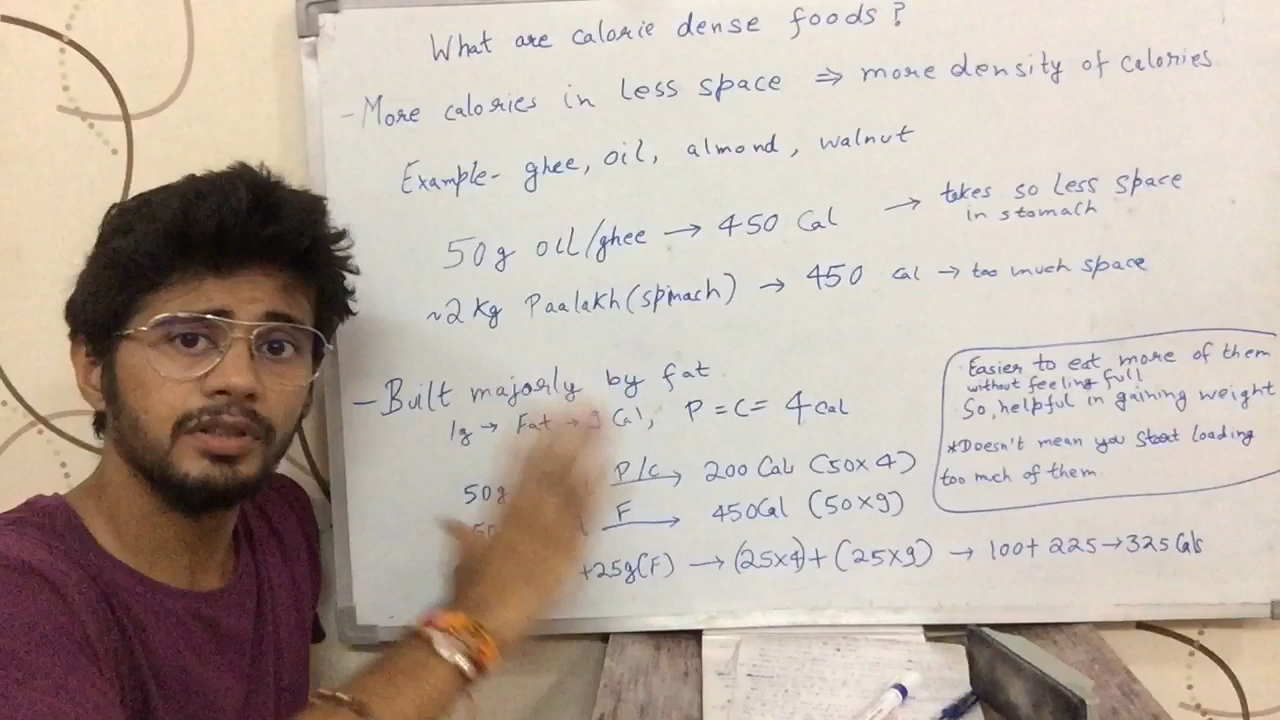 What are calorie dense foods?
- More calories in less space ⇒ more density of calories
Example- ghee, oil, almond, walnut
50g oil/ghee → 450 Cal → takes so less space
in stomach
~2 kg Paalakh (spinach) → 450 cal → too much space
- Built majorly by fat
1g → Fat → 9 Cal, P = C = 4 Cal
50g P/C → 200 Cals (50x4)
F → 450Cal (50x9)
+25g(F) → (25x4)+(25x9) → 100+225→325 Cals
Easier to eat more of them
without feeling full
So, helpful in gaining weight
*Doesn't mean you start loading
too mch of them.